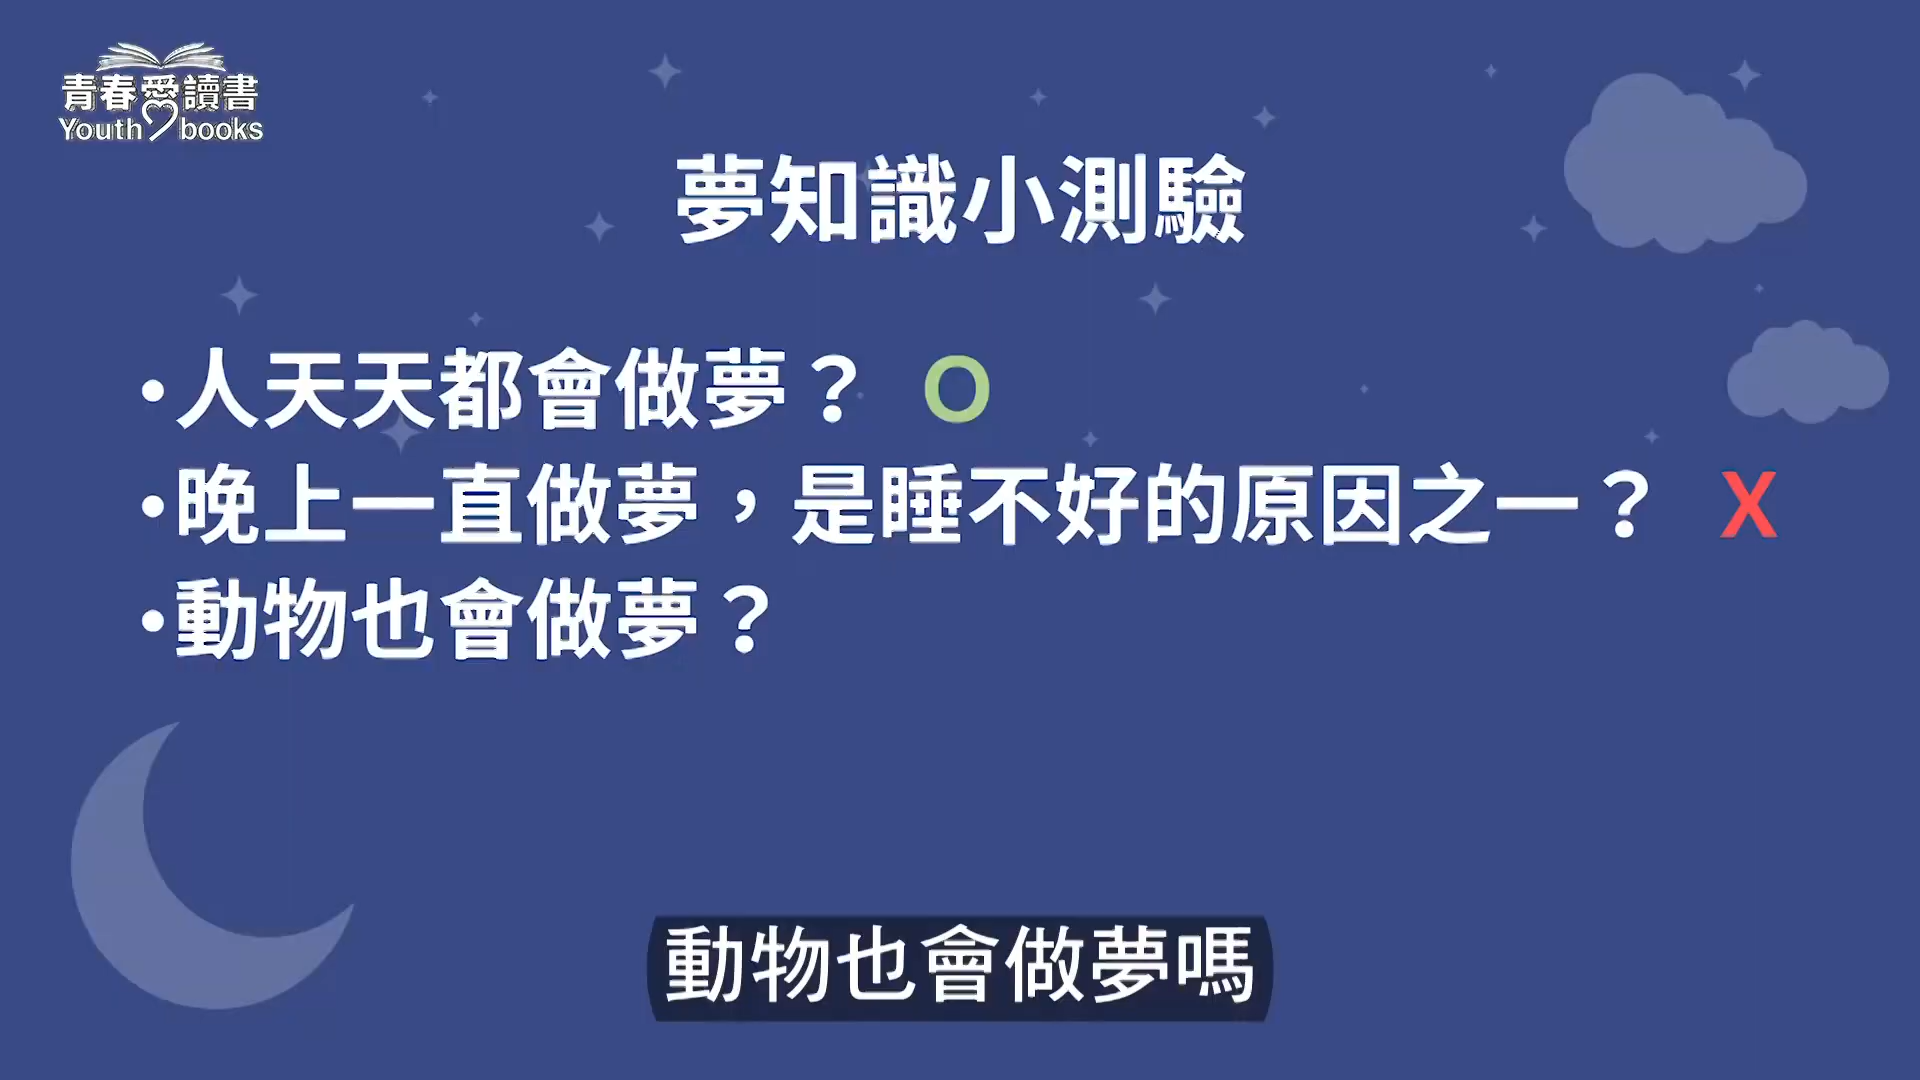 青春愛讀書
Youth books
夢知識小測驗
•人天天都會做夢？ O
•晚上一直做夢，是睡不好的原因之一？ X
•動物也會做夢？
動物也會做夢嗎